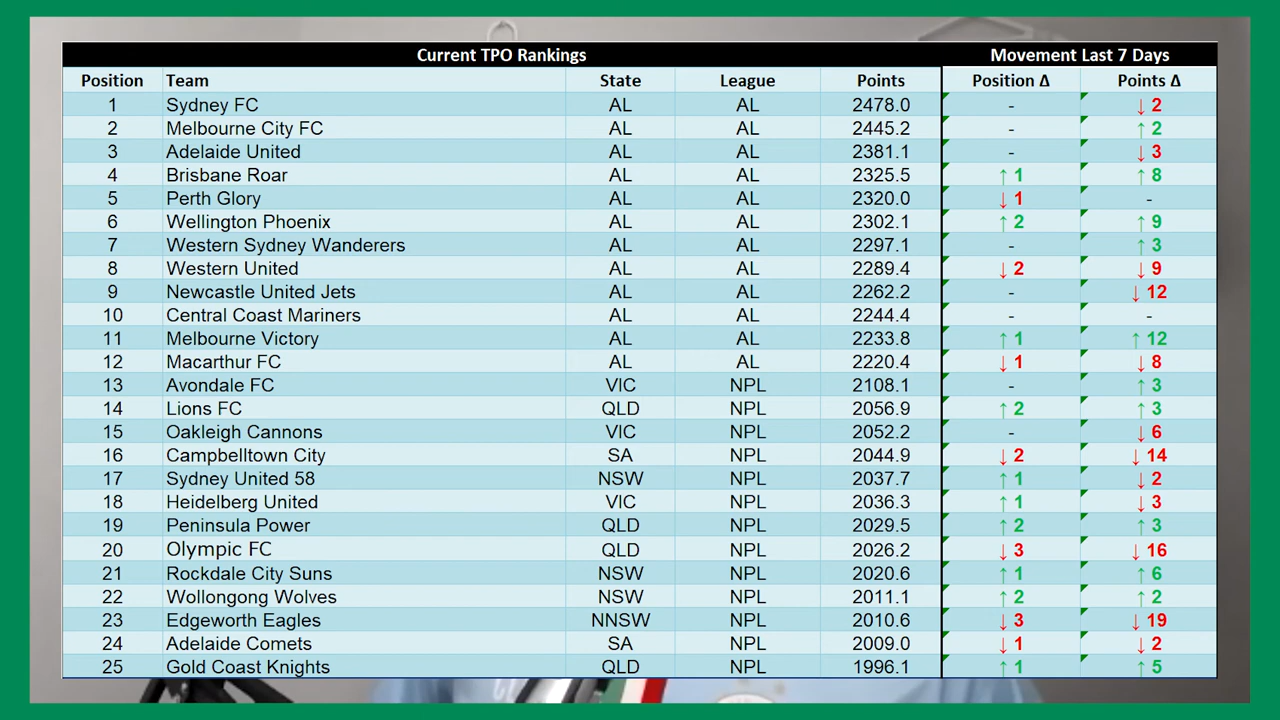 Current TPO Rankings Movement Last 7 Days
Position Team State League Points Position Δ Points Δ
1 Sydney FC AL AL 2478.0 - ↓ 2
2 Melbourne City FC AL AL 2445.2 - ↑ 2
3 Adelaide United AL AL 2381.1 - ↓ 3
4 Brisbane Roar AL AL 2325.5 ↑ 1 ↑ 8
5 Perth Glory AL AL 2320.0 ↓ 1 -
6 Wellington Phoenix AL AL 2302.1 ↑ 2 ↑ 9
7 Western Sydney Wanderers AL AL 2297.1 - ↑ 3
8 Western United AL AL 2289.4 ↓ 2 ↓ 9
9 Newcastle United Jets AL AL 2262.2 - ↓ 12
10 Central Coast Mariners AL AL 2244.4 - -
11 Melbourne Victory AL AL 2233.8 ↑ 1 ↑ 12
12 Macarthur FC AL AL 2220.4 ↓ 1 ↓ 8
13 Avondale FC VIC NPL 2108.1 - ↑ 3
14 Lions FC QLD NPL 2056.9 ↑ 2 ↑ 3
15 Oakleigh Cannons VIC NPL 2052.2 - ↓ 6
16 Campbelltown City SA NPL 2044.9 ↓ 2 ↓ 14
17 Sydney United 58 NSW NPL 2037.7 ↑ 1 ↓ 2
18 Heidelberg United VIC NPL 2036.3 ↑ 1 ↓ 3
19 Peninsula Power QLD NPL 2029.5 ↑ 2 ↑ 3
20 Olympic FC QLD NPL 2026.2 ↓ 3 ↓ 16
21 Rockdale City Suns NSW NPL 2020.6 ↑ 1 ↑ 6
22 Wollongong Wolves NSW NPL 2011.1 ↑ 2 ↑ 2
23 Edgeworth Eagles NNSW NPL 2010.6 ↓ 3 ↓ 19
24 Adelaide Comets SA NPL 2009.0 ↓ 1 ↓ 2
25 Gold Coast Knights QLD NPL 1996.1 ↑ 1 ↑ 5